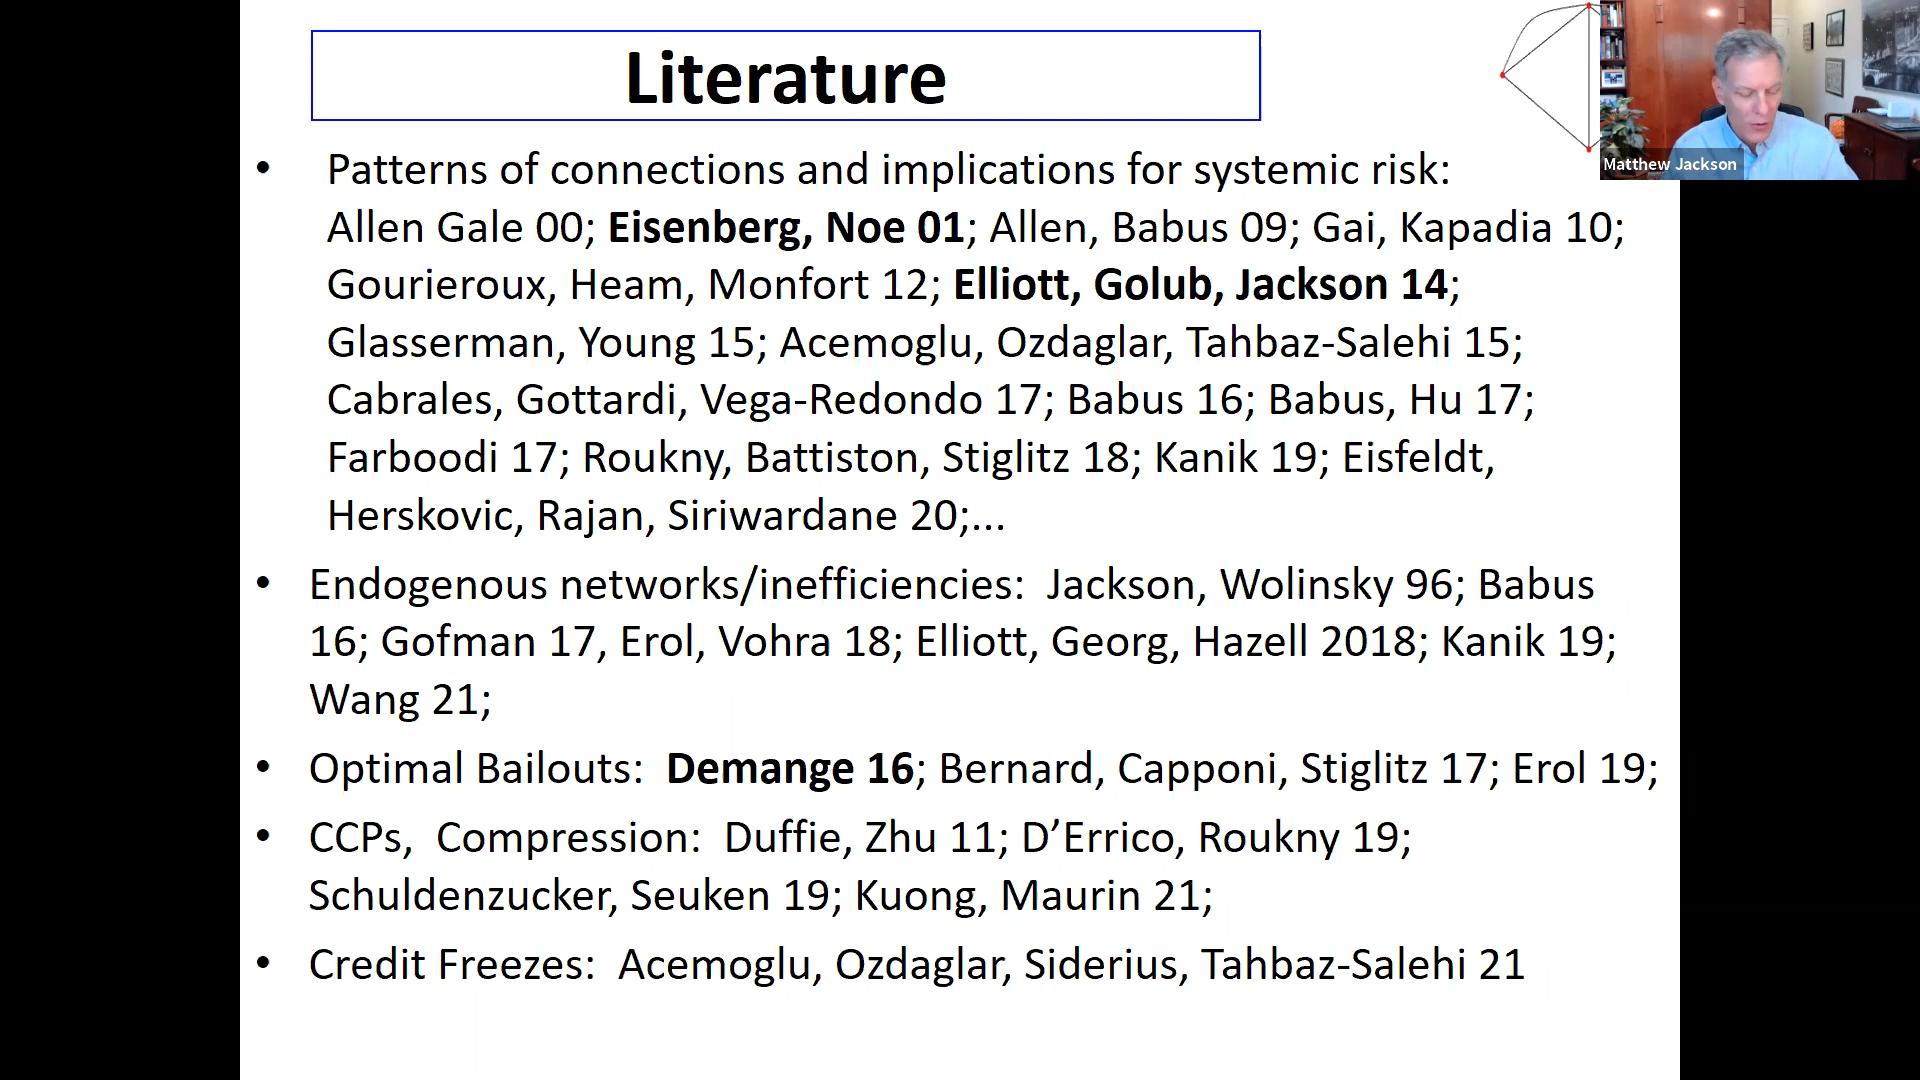 Literature
Matthew Jackson
• Patterns of connections and implications for systemic risk:
Allen Gale 00; Eisenberg, Noe 01; Allen, Babus 09; Gai, Kapadia 10;
Gourieroux, Heam, Monfort 12; Elliott, Golub, Jackson 14;
Glasserman, Young 15; Acemoglu, Ozdaglar, Tahbaz-Salehi 15;
Cabrales, Gottardi, Vega-Redondo 17; Babus 16; Babus, Hu 17;
Farboodi 17; Roukny, Battiston, Stiglitz 18; Kanik 19; Eisfeldt,
Herskovic, Rajan, Siriwardane 20;...
• Endogenous networks/inefficiencies: Jackson, Wolinsky 96; Babus
16; Gofman 17, Erol, Vohra 18; Elliott, Georg, Hazell 2018; Kanik 19;
Wang 21;
• Optimal Bailouts: Demange 16; Bernard, Capponi, Stiglitz 17; Erol 19;
• CCPs, Compression: Duffie, Zhu 11; D’Errico, Roukny 19;
Schuldenzucker, Seuken 19; Kuong, Maurin 21;
• Credit Freezes: Acemoglu, Ozdaglar, Siderius, Tahbaz-Salehi 21